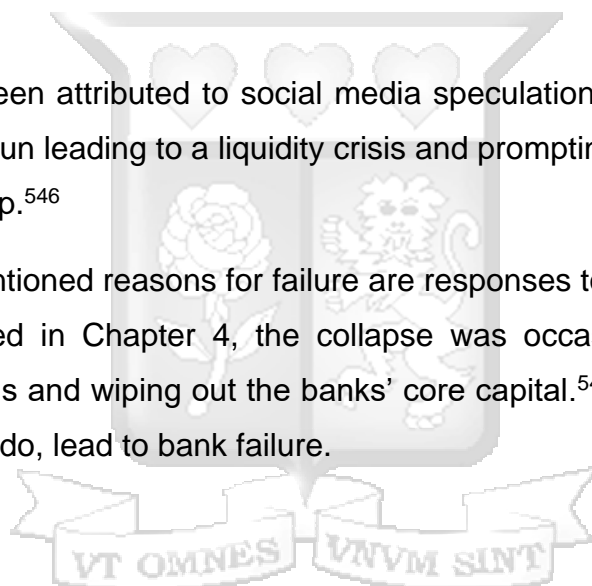 een attributed to social media speculation
un leading to a liquidity crisis and promptin
p.546
ntioned reasons for failure are responses to
ed in Chapter 4, the collapse was occa
s and wiping out the banks' core capital.54
do, lead to bank failure.
VT OMNES VNVM SINT